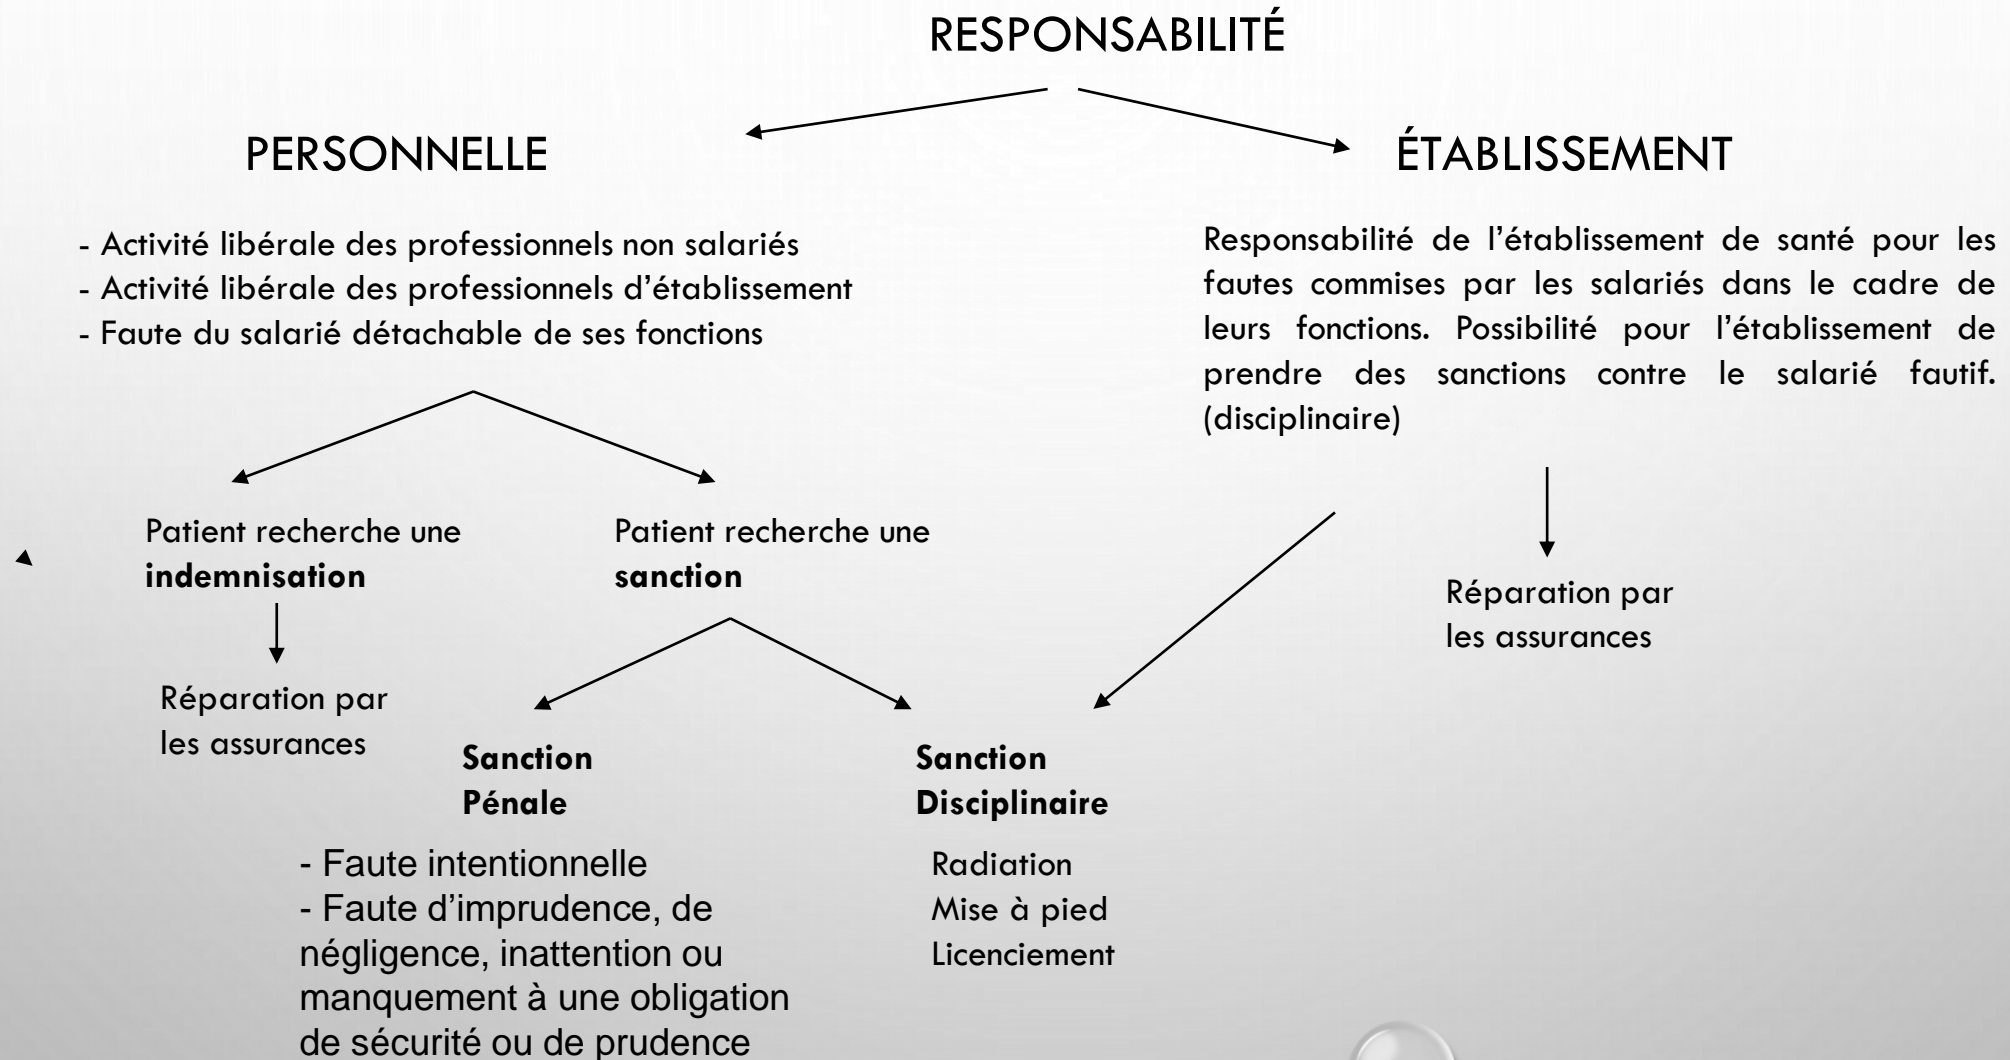 RESPONSABILITÉ
PERSONNELLE
- Activité libérale des professionnels non salariés
- Activité libérale des professionnels d’établissement
- Faute du salarié détachable de ses fonctions
ÉTABLISSEMENT
Responsabilité de l’établissement de santé pour les
fautes commises par les salariés dans le cadre de
leurs fonctions. Possibilité pour l’établissement de
prendre des sanctions contre le salarié fautif.
(disciplinaire)
Patient recherche une
indemnisation
Patient recherche une
sanction
Réparation par
les assurances
Réparation par
les assurances
Sanction
Pénale
- Faute intentionnelle
- Faute d’imprudence, de
négligence, inattention ou
manquement à une obligation
de sécurité ou de prudence
Sanction
Disciplinaire
Radiation
Mise à pied
Licenciement